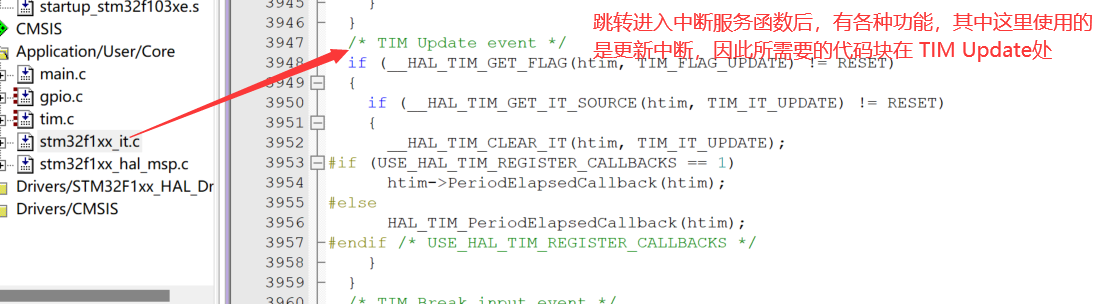 startup_stm32f103xe.s
CMSIS
Application/User/Core
main.c
gpio.c
tim.c
stm32f1xx_it.c
stm32f1xx_hal_msp.c
Drivers/STM32F1xx_HAL_Dr
Drivers/CMSIS
3945 }
3946 }
3947 /* TIM Update event */
3948 if (__HAL_TIM_GET_FLAG(htim, TIM_FLAG_UPDATE) != RESET)
3949 {
3950 if (__HAL_TIM_GET_IT_SOURCE(htim, TIM_IT_UPDATE) != RESET)
3951 {
3952 __HAL_TIM_CLEAR_IT(htim, TIM_IT_UPDATE);
3953 #if (USE_HAL_TIM_REGISTER_CALLBACKS == 1)
3954 htim->PeriodElapsedCallback(htim);
3955 #else
3956 HAL_TIM_PeriodElapsedCallback(htim);
3957 #endif /* USE_HAL_TIM_REGISTER_CALLBACKS */
3958 }
3959 }
3960 /* TIM Break input event */
跳转进入中断服务函数后，有各种功能，其中这里使用的
是更新中断，因此所需要的代码块在 TIM Update处